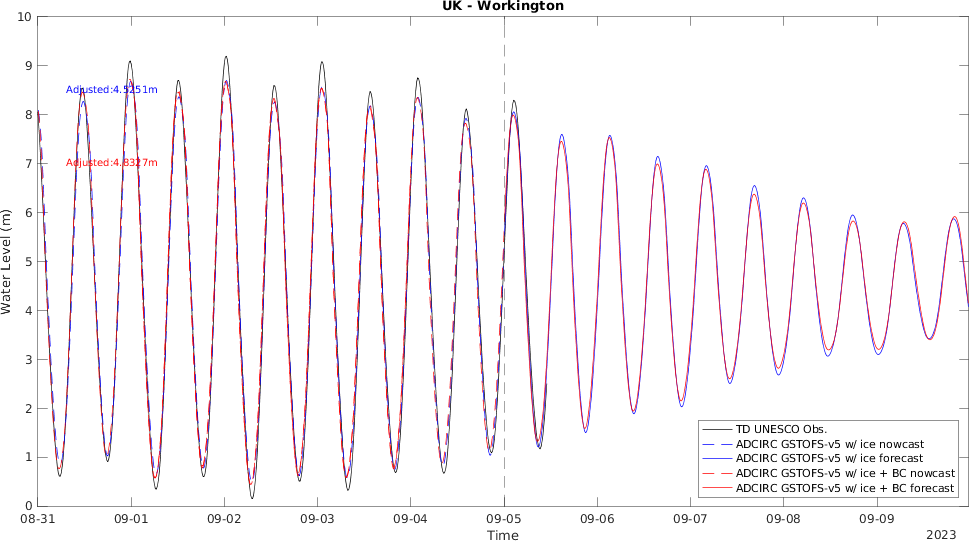 UK - Workington
10
9
8
7
6
5
4
3
2
1
0
Water Level (m)
Adjusted:4.5251m
Adjusted:4.8327m
TD UNESCO Obs.
ADCIRC GSTOFS-v5 w/ ice nowcast
ADCIRC GSTOFS-v5 w/ ice forecast
ADCIRC GSTOFS-v5 w/ ice + BC nowcast
ADCIRC GSTOFS-v5 w/ ice + BC forecast
08-31 09-01 09-02 09-03 09-04 09-05 09-06 09-07 09-08 09-09
Time
2023